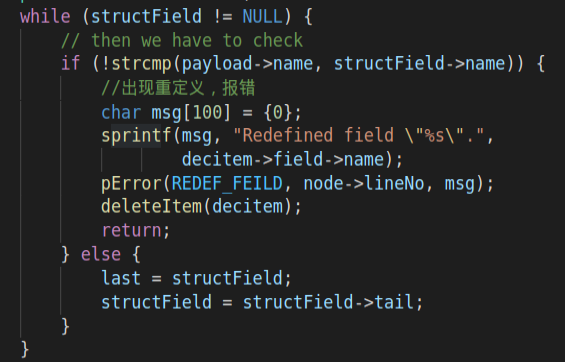 while (structField != NULL) {
// then we have to check
if (!strcmp(payload->name, structField->name)) {
//出现重定义，报错
char msg[100] = {0};
sprintf(msg, "Redefined field \"%s\".",
decitem->field->name);
pError(REDEF_FEILD, node->lineNo, msg);
deleteItem(decitem);
return;
} else {
last = structField;
structField = structField->tail;
}
}